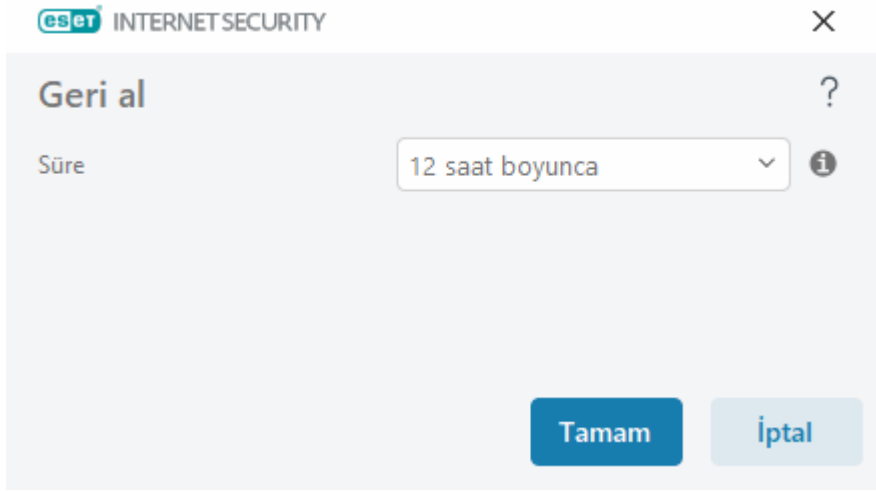 eset INTERNET SECURITY
Geri al
?
Süre
12 saat boyunca
Tamam
İptal